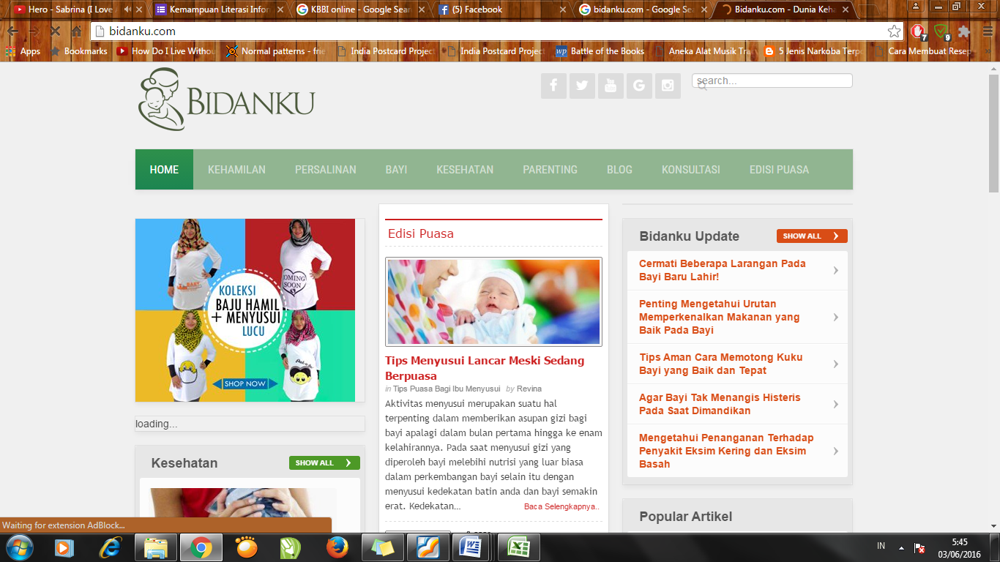 Hero - Sabrina (I Love
Kemampuan Literasi Infor
KBBI online - Google Sear
(5) Facebook
bidanku.com - Google Se
Bidanku.com - Dunia Keh
bidanku.com
7
9
Apps
Bookmarks
How Do I Live Withou
Normal patterns - frie
India Postcard Project
India Postcard Project
wp Battle of the Books
Aneka Alat Musik Tra
5 Jenis Narkoba Terpo
Cara Membuat Resep
BIDANKU
search...
HOME
KEHAMILAN
PERSALINAN
BAYI
KESEHATAN
PARENTING
BLOG
KONSULTASI
EDISI PUASA
COMING
SOON
KOLEKSI
BAJU HAMIL
+ MENYUSUI
LUCU
SHOP NOW
loading...
Kesehatan
SHOW ALL
Edisi Puasa
Tips Menyusui Lancar Meski Sedang
Berpuasa
in Tips Puasa Bagi Ibu Menyusui by Revina
Aktivitas menyusui merupakan suatu hal
terpenting dalam memberikan asupan gizi bagi
bayi apalagi dalam bulan pertama hingga ke enam
kelahirannya. Pada saat menyusui gizi yang
diperoleh bayi melebihi nutrisi yang luar biasa
dalam perkembangan bayi selain itu dengan
menyusui kedekatan batin anda dan bayi semakin
erat. Kedekatan...
Baca Selengkapnya..
Bidanku Update
SHOW ALL
Cermati Beberapa Larangan Pada
Bayi Baru Lahir!
Penting Mengetahui Urutan
Memperkenalkan Makanan yang
Baik Pada Bayi
Tips Aman Cara Memotong Kuku
Bayi yang Baik dan Tepat
Agar Bayi Tak Menangis Histeris
Pada Saat Dimandikan
Mengetahui Penanganan Terhadap
Penyakit Eksim Kering dan Eksim
Basah
Popular Artikel
Waiting for extension AdBlock...
IN
5:45
03/06/2016